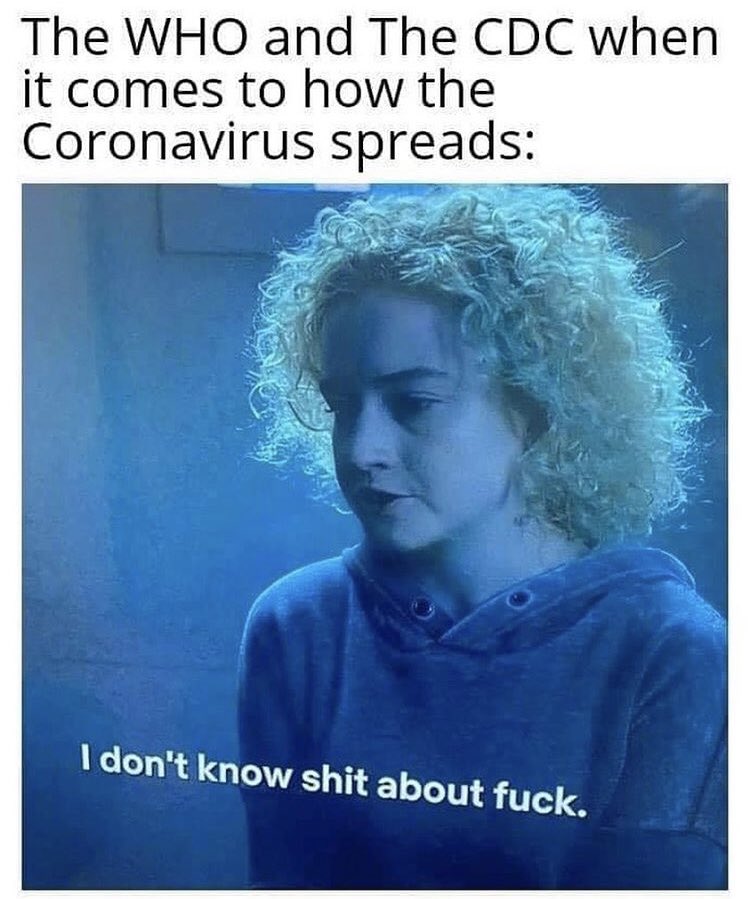 The WHO and The CDC when
it comes to how the
Coronavirus spreads:
I don't know shit about fuck.